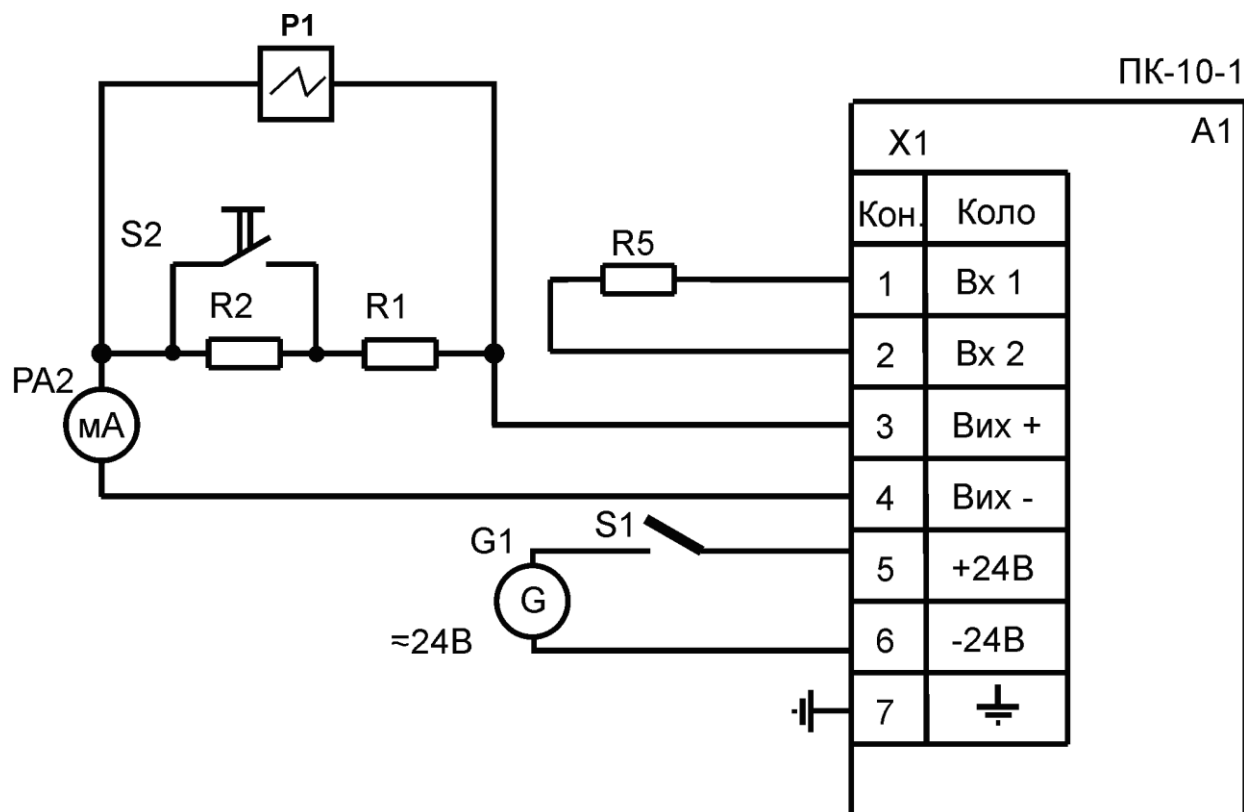 P1
ПК-10-1
A1
X1
Кон. Коло
S2
R5
1 Вх 1
R2 R1
2 Вх 2
PA2
мА
3 Вих +
4 Вих -
S1
G1
5 +24В
G
≈24В
6 -24В
7